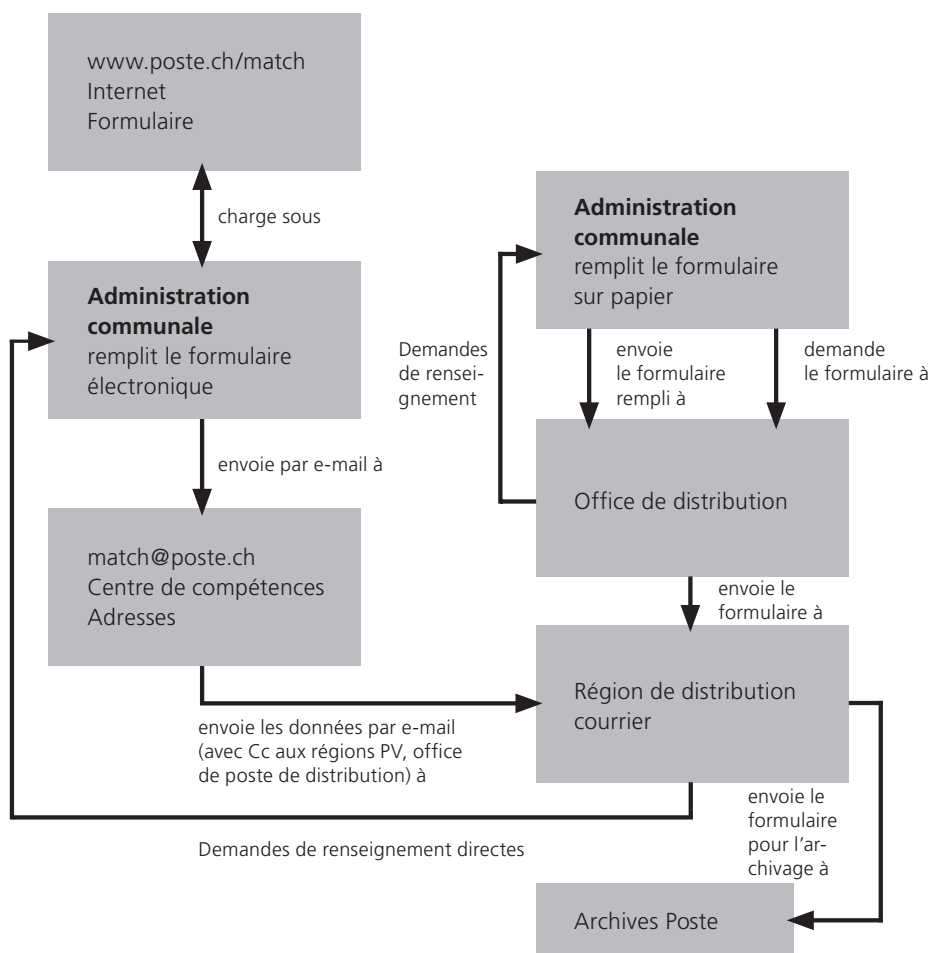 www.poste.ch/match
Internet
Formulaire
charge sous
Administration
communale
remplit le formulaire
électronique
envoie par e-mail à
match@poste.ch
Centre de compétences
Adresses
envoie les données par e-mail
(avec Cc aux régions PV, office
de poste de distribution) à
Demandes de renseignement directes
Administration
communale
remplit le formulaire
sur papier
Demandes
de rensei-
gnement
envoie
le formulaire
rempli à
demande
le formulaire à
Office de distribution
envoie le
formulaire à
Région de distribution
courrier
envoie le
formulaire
pour l'ar-
chivage à
Archives Poste